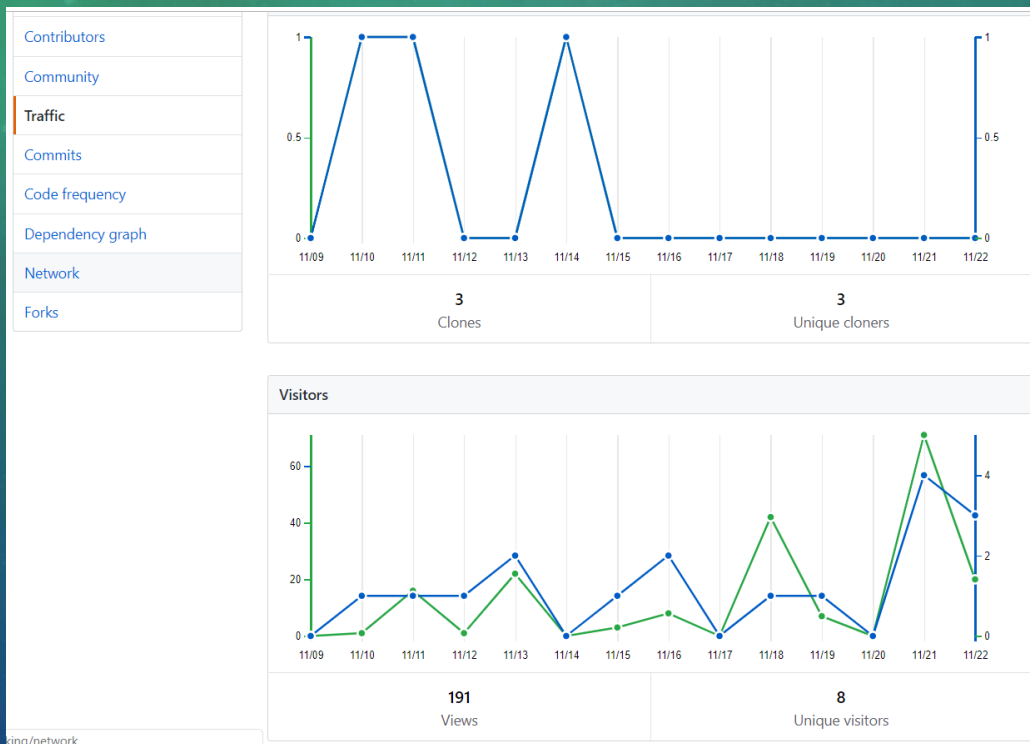 Contributors
Community
Traffic
Commits
Code frequency
Dependency graph
Network
Forks
1 1
0.5 0.5
0 0
11/09 11/10 11/11 11/12 11/13 11/14 11/15 11/16 11/17 11/18 11/19 11/20 11/21 11/22
3 3
Clones Unique cloners
Visitors
60
4
40
2
20
0 0
11/09 11/10 11/11 11/12 11/13 11/14 11/15 11/16 11/17 11/18 11/19 11/20 11/21 11/22
191 8
Views Unique visitors
king/network